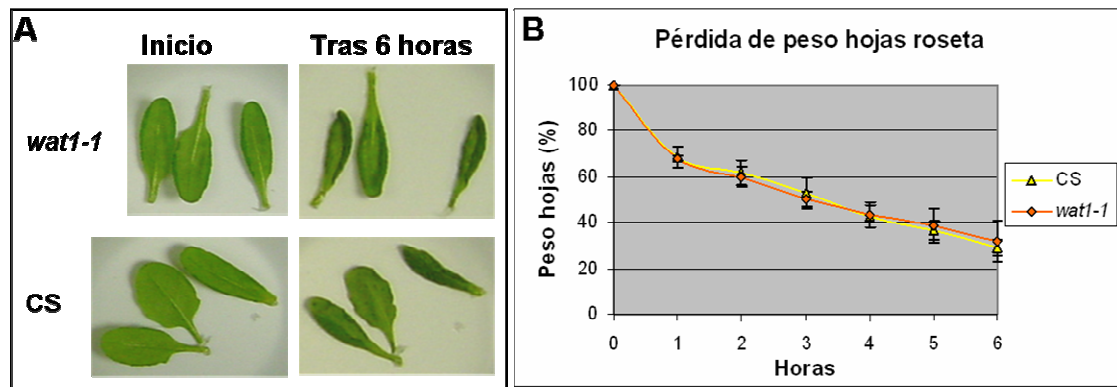 A
Inicio
Tras 6 horas
wat1-1
CS
B
Pérdida de peso hojas roseta
Peso hojas (%)
100
80
60
40
20
0
0 1 2 3 4 5 6
Horas
CS
wat1-1